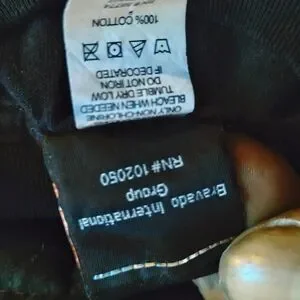 Bravado International
Group
RN# 102050
ONLY NON-CHLORINE
BLEACH WHEN NEEDED
TUMBLE DRY LOW
DO NOT IRON
IF DECORATED
100% COTTON